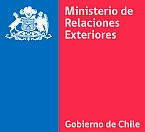 Ministerio de
Relaciones
Exteriores
Gobierno de Chile